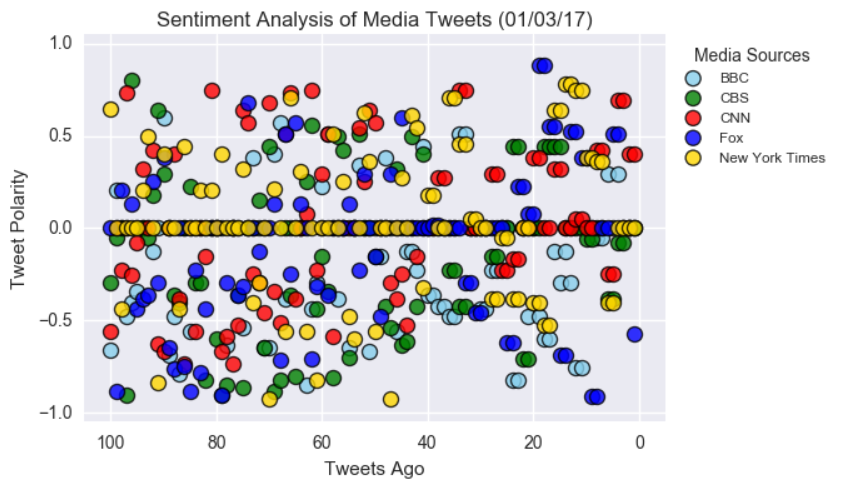 Sentiment Analysis of Media Tweets (01/03/17)
1.0
0.5
0.0
−0.5
−1.0
Tweet Polarity
100
80
60
40
20
0
Tweets Ago
Media Sources
BBC
CBS
CNN
Fox
New York Times